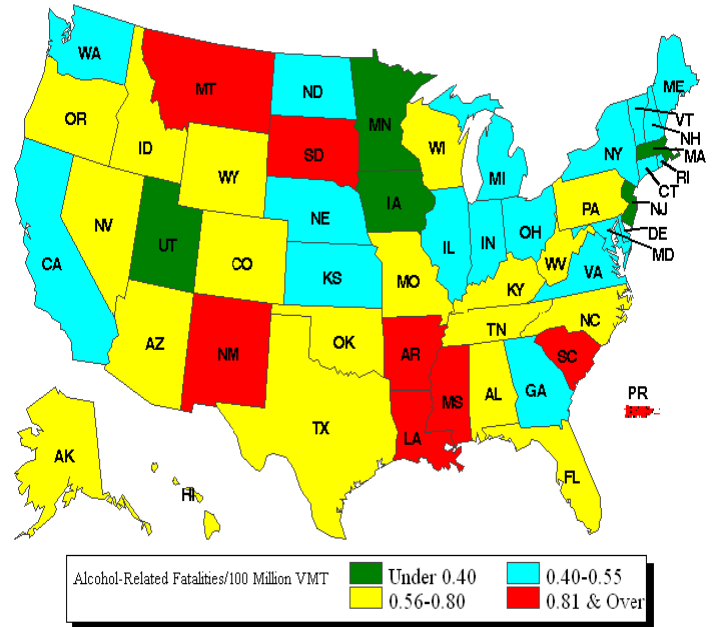 WA
MT
ND
MN
ME
VT
NH
MA
RI
CT
NJ
DE
MD
OR
ID
SD
WI
NY
MI
WY
IA
PA
NE
NV
UT
IL
IN
OH
CA
CO
KS
MO
WV
VA
KY
AZ
NM
OK
AR
TN
NC
SC
MS
AL
GA
PR
TX
LA
AK
HI
FL
Alcohol-Related Fatalities/100 Million VMT
Under 0.40
0.40-0.55
0.56-0.80
0.81 & Over